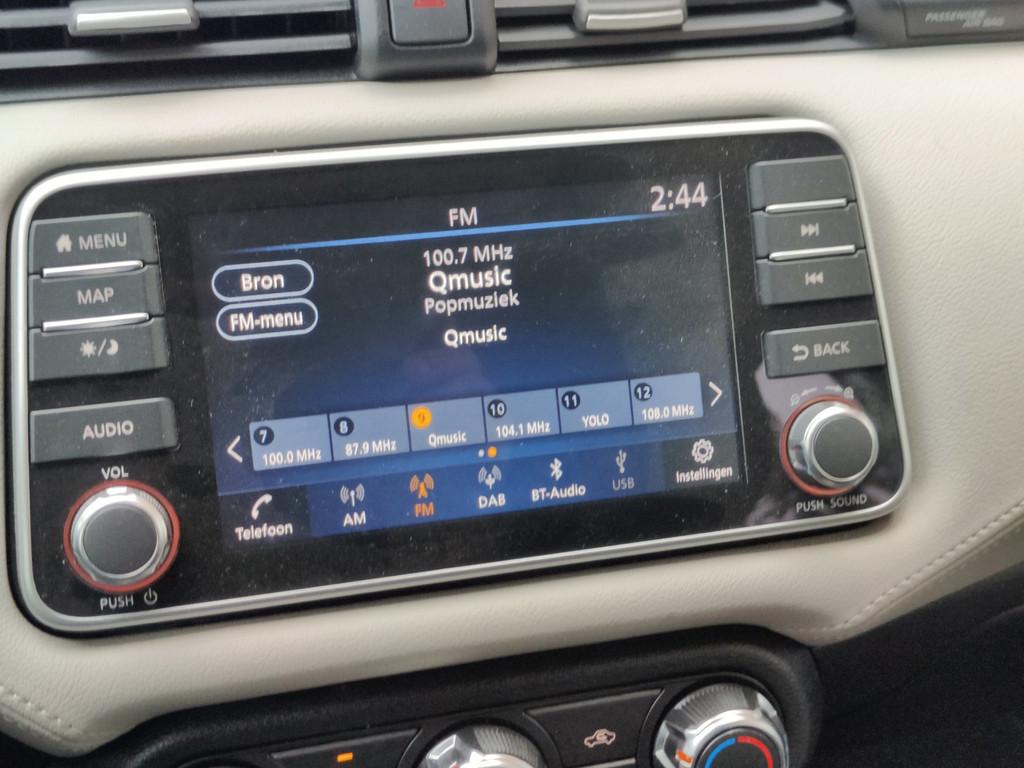 PASSENGER
AIR BAG
MENU
MAP
AUDIO
VOL
PUSH
FM
2:44
100.7 MHz
Qmusic
Popmuziek
Qmusic
Bron
FM-menu
7
100.0 MHz
8
87.9 MHz
9
Qmusic
10
104.1 MHz
11
YOLO
12
108.0 MHz
Telefoon
AM
FM
DAB
BT-Audio
USB
Instellingen
BACK
PUSH SOUND